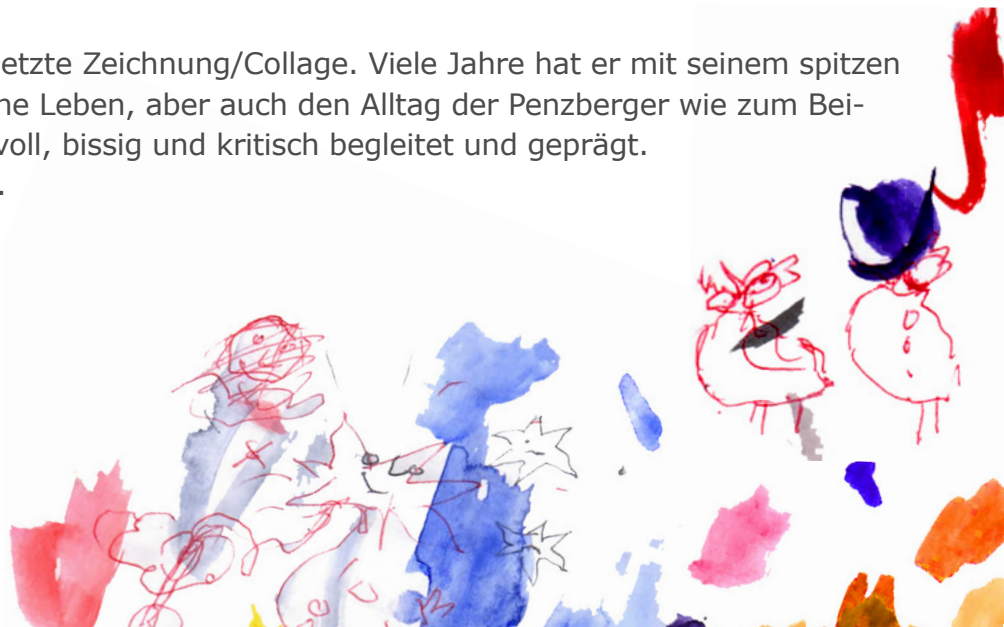 etzte Zeichnung/Collage. Viele Jahre hat er mit seinem spitzen
ne Leben, aber auch den Alltag der Penzberger wie zum Bei-
voll, bissig und kritisch begleitet und geprägt.
.